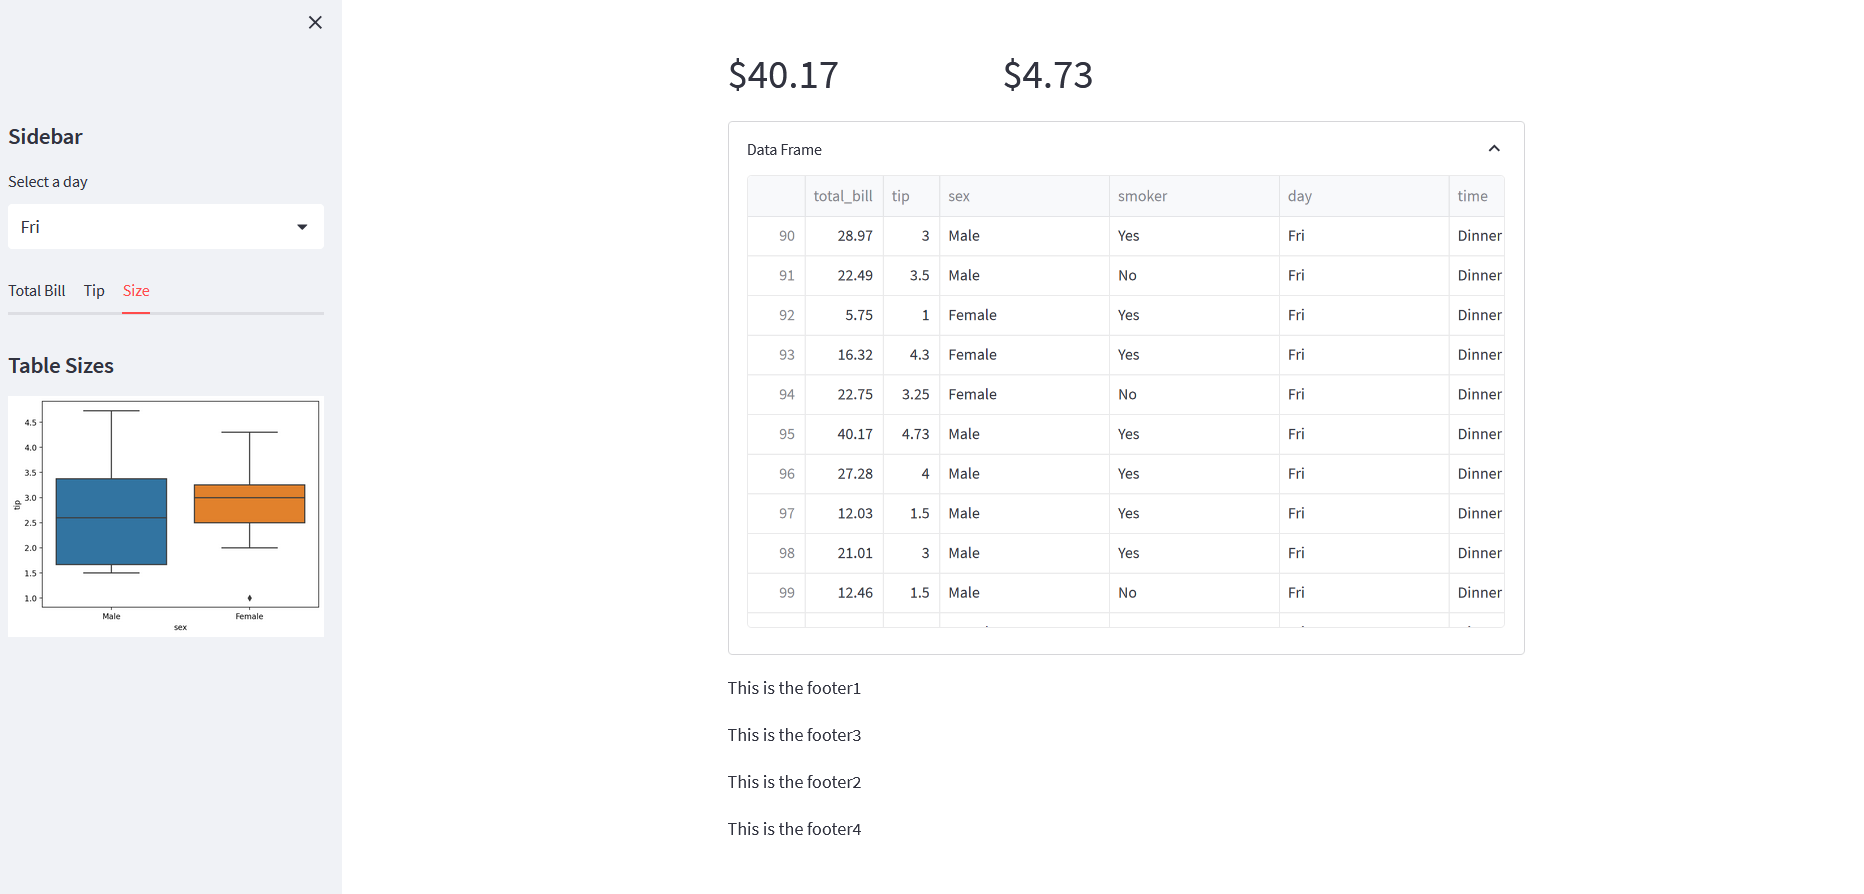 Sidebar
Select a day
Fri
Total Bill Tip Size
Table Sizes
4.5
4.0
3.5
3.0
2.5
2.0
1.5
1.0
tip
Male Female
sex
$40.17 $4.73
Data Frame
total_bill tip sex smoker day time
90 28.97 3 Male Yes Fri Dinner
91 22.49 3.5 Male No Fri Dinner
92 5.75 1 Female Yes Fri Dinner
93 16.32 4.3 Female Yes Fri Dinner
94 22.75 3.25 Female No Fri Dinner
95 40.17 4.73 Male Yes Fri Dinner
96 27.28 4 Male Yes Fri Dinner
97 12.03 1.5 Male Yes Fri Dinner
98 21.01 3 Male Yes Fri Dinner
99 12.46 1.5 Male No Fri Dinner
This is the footer1
This is the footer3
This is the footer2
This is the footer4